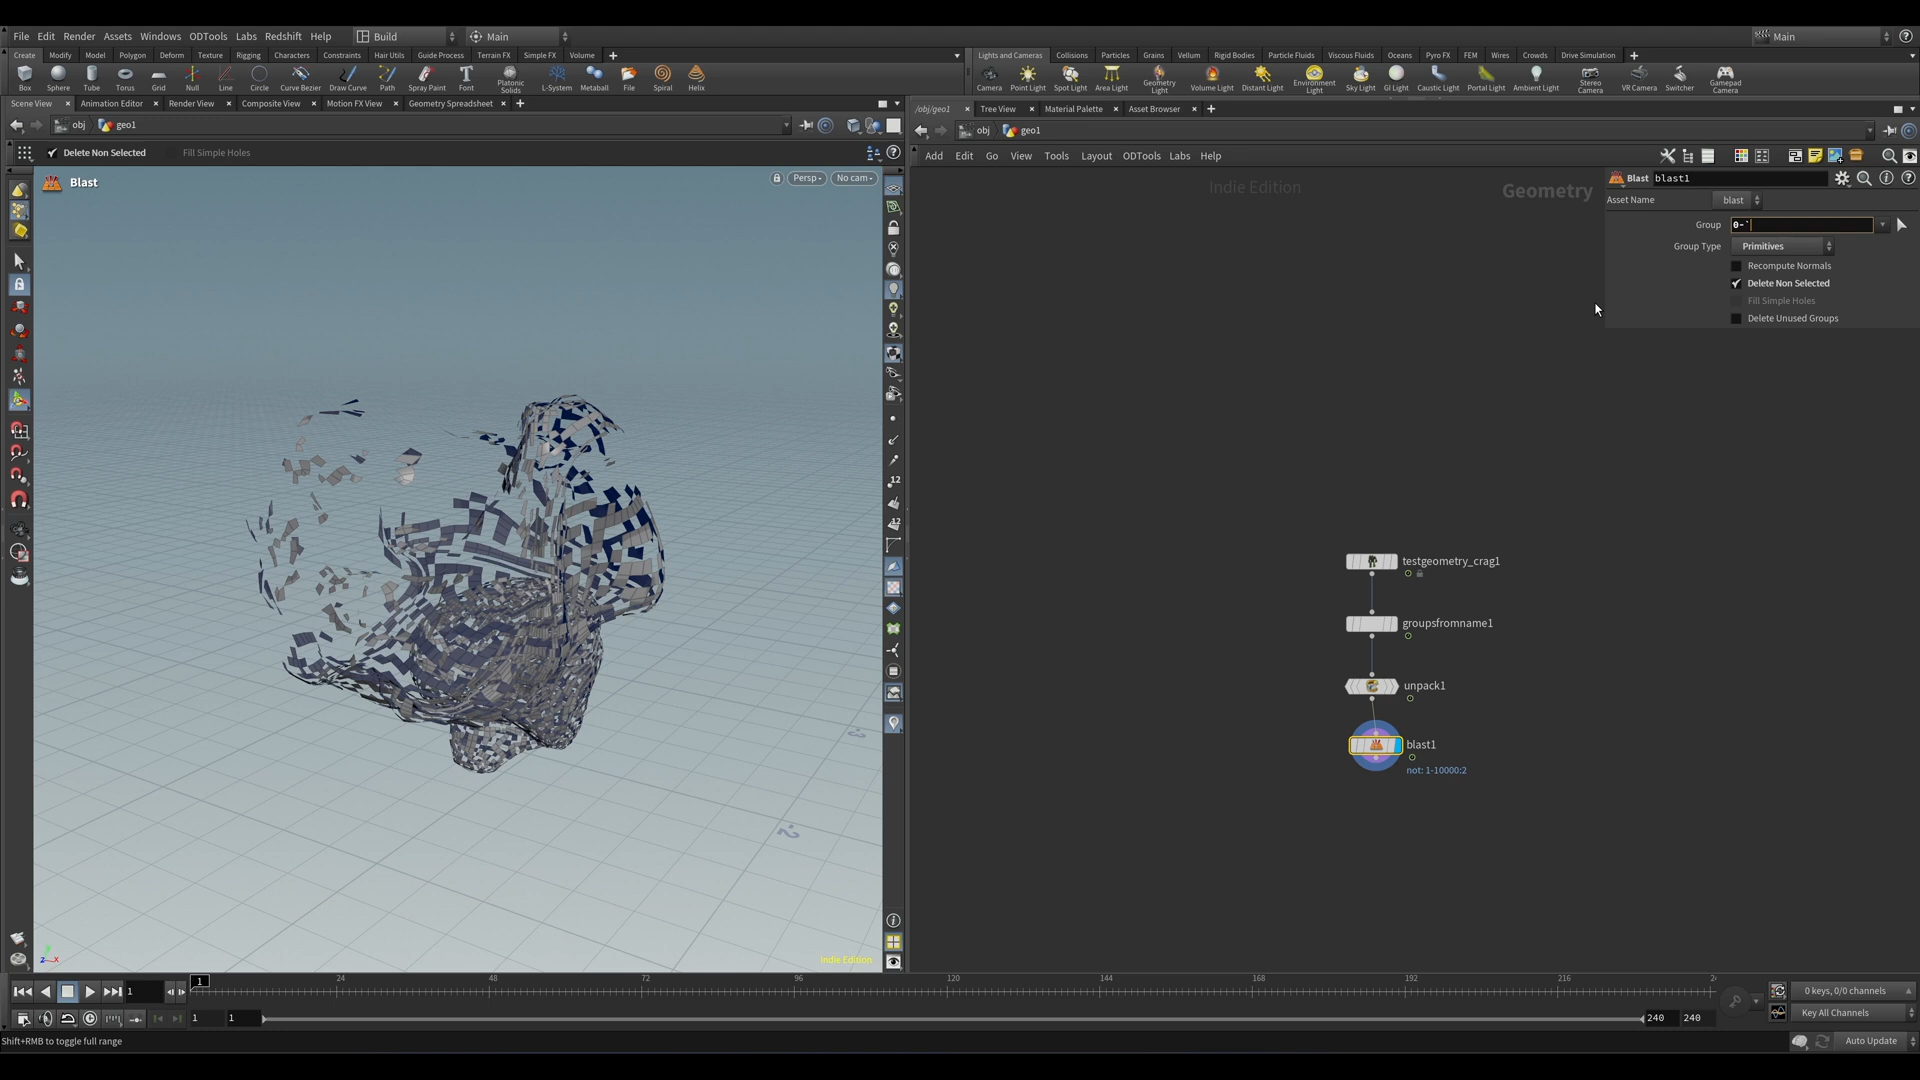 File Edit Render Assets Windows ODTools Labs Redshift Help Build Main Main
Create Modify Model Polygon Deform Texture Rigging Characters Constraints Hair Utils Guide Process Terrain FX Simple FX Volume
Lights and Cameras Collisions Particles Grains Vellum Rigid Bodies Particle Fluids Viscous Fluids Oceans Pyro FX FEM Wires Crowds Drive Simulation
Box Sphere Tube Torus Grid Null Line Circle Curve Bezier Draw Curve Path Spray Paint Font Platonic Solids L-System Metaball File Spiral Helix
Camera Point Light Spot Light Area Light Geometry Light Volume Light Distant Light Environment Light Sky Light GI Light Caustic Light Portal Light Ambient Light Stereo Camera VR Camera Switcher Gamepad Camera
Scene View Animation Editor Render View Composite View Motion FX View Geometry Spreadsheet
/obj/geo1 Tree View Material Palette Asset Browser
obj geo1
obj geo1
Delete Non Selected Fill Simple Holes
Add Edit Go View Tools Layout ODTools Labs Help
Blast
Persp No cam
Indie Edition
Geometry
Blast blast1
Asset Name blast
Group 0-`
Group Type Primitives
Recompute Normals
Delete Non Selected
Fill Simple Holes
Delete Unused Groups
12
12
testgeometry_crag1
groupsfromname1
unpack1
blast1
not: 1-10000:2
-3
-2
y
z x
Indie Edition
1 1 24 48 72 96 120 144 168 192 216 2
0 keys, 0/0 channels
1 1 240 240
Key All Channels
Shift+RMB to toggle full range
Auto Update